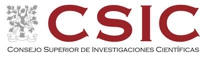 CSIC
CONSEJO SUPERIOR DE INVESTIGACIONES CIENTÍFICAS